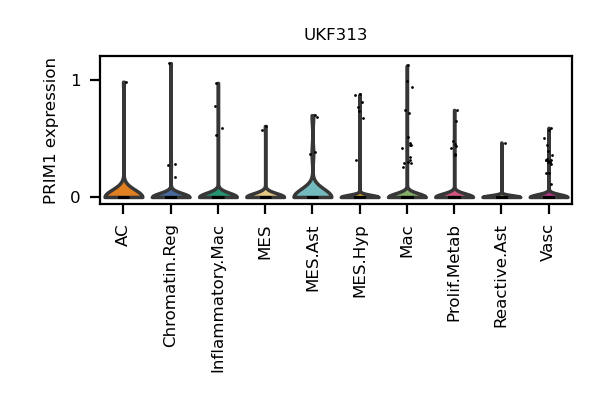 UKF313
PRIM1 expression
1
0
AC
Chromatin.Reg
Inflammatory.Mac
MES
MES.Ast
MES.Hyp
Mac
Prolif.Metab
Reactive.Ast
Vasc